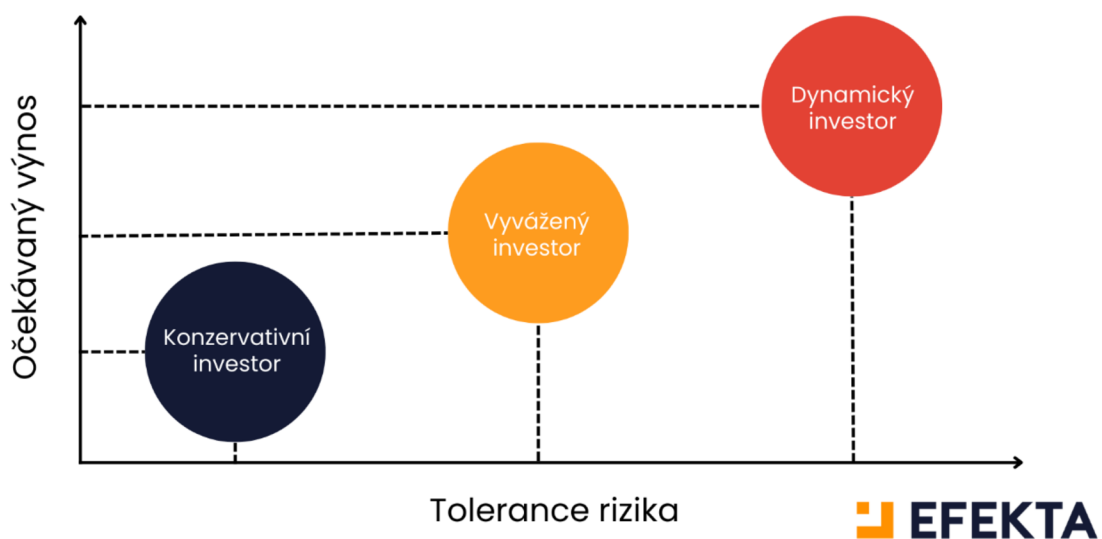 Očekávaný výnos
Dynamický
investor
Vyvážený
investor
Konzervativní
investor
Tolerance rizika
EFEKTA